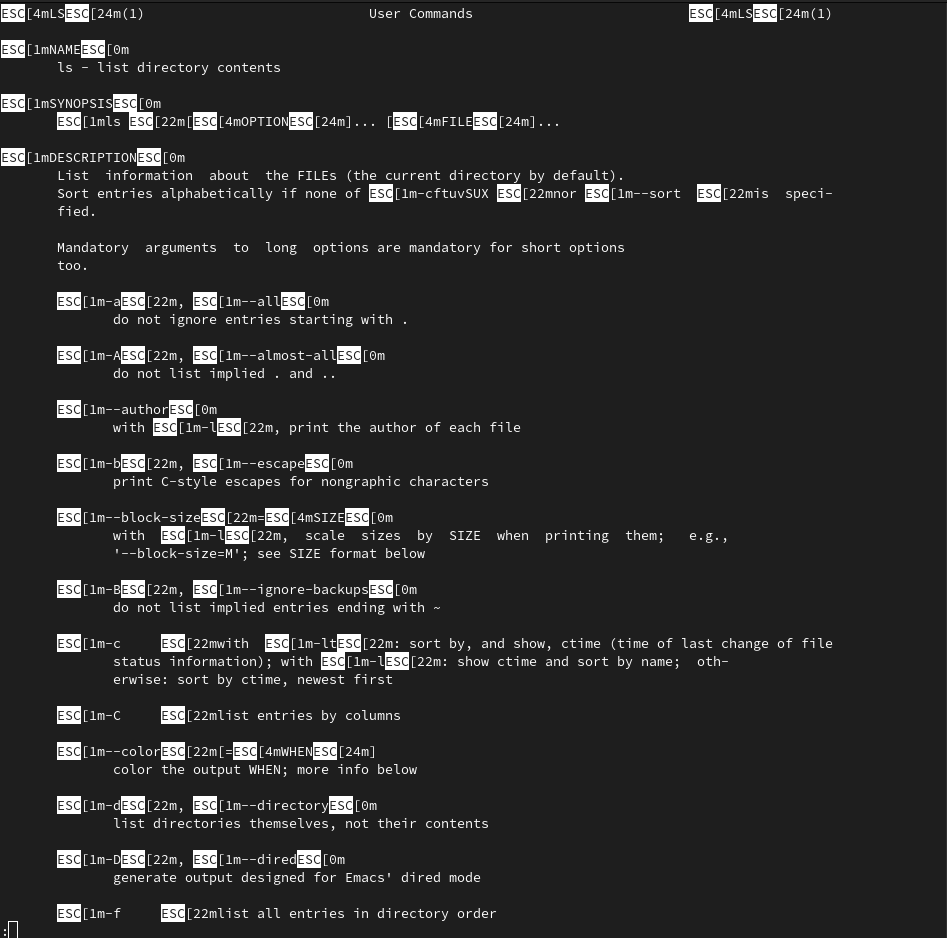 ESC[4mLSESC[24m(1) User Commands ESC[4mLSESC[24m(1)
ESC[1mNAMEESC[0m
ls - list directory contents
ESC[1mSYNOPSISESC[0m
ESC[1mls ESC[22m[ESC[4mOPTIONESC[24m]... [ESC[4mFILEESC[24m]...
ESC[1mDESCRIPTIONESC[0m
List information about the FILEs (the current directory by default).
Sort entries alphabetically if none of ESC[1m-cftuvSUX ESC[22mnor ESC[1m--sort ESC[22mis speci-
fied.
Mandatory arguments to long options are mandatory for short options
too.
ESC[1m-aESC[22m, ESC[1m--allESC[0m
do not ignore entries starting with .
ESC[1m-AESC[22m, ESC[1m--almost-allESC[0m
do not list implied . and ..
ESC[1m--authorESC[0m
with ESC[1m-lESC[22m, print the author of each file
ESC[1m-bESC[22m, ESC[1m--escapeESC[0m
print C-style escapes for nongraphic characters
ESC[1m--block-sizeESC[22m=ESC[4mSIZEESC[0m
with ESC[1m-lESC[22m, scale sizes by SIZE when printing them; e.g.,
'--block-size=M'; see SIZE format below
ESC[1m-BESC[22m, ESC[1m--ignore-backupsESC[0m
do not list implied entries ending with ~
ESC[1m-c ESC[22mwith ESC[1m-ltESC[22m: sort by, and show, ctime (time of last change of file
status information); with ESC[1m-lESC[22m: show ctime and sort by name; oth-
erwise: sort by ctime, newest first
ESC[1m-C ESC[22mlist entries by columns
ESC[1m--colorESC[22m[=ESC[4mWHENESC[24m]
color the output WHEN; more info below
ESC[1m-dESC[22m, ESC[1m--directoryESC[0m
list directories themselves, not their contents
ESC[1m-DESC[22m, ESC[1m--diredESC[0m
generate output designed for Emacs' dired mode
ESC[1m-f ESC[22mlist all entries in directory order
: